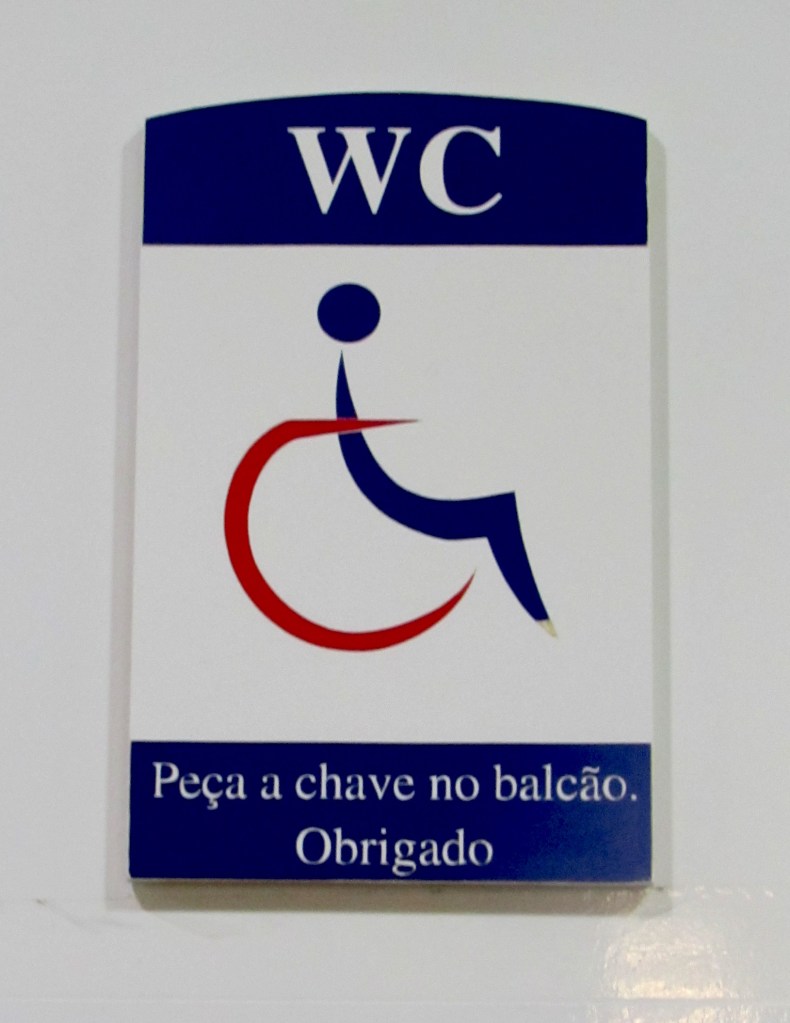 WC
Peça a chave no balcão.
Obrigado